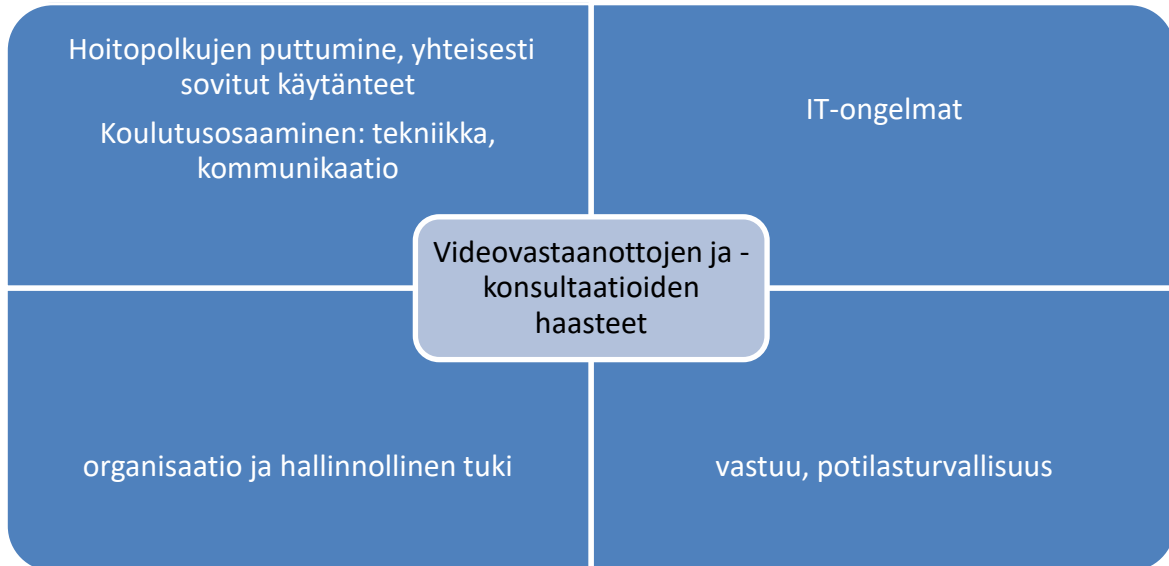 Hoitopolkujen puttumine, yhteisesti
sovitut käytänteet
Koulutusosaaminen: tekniikka,
kommunikaatio
IT-ongelmat
Videovastaanottojen ja -
konsultaatioiden
haasteet
organisaatio ja hallinnollinen tuki
vastuu, potilasturvallisuus